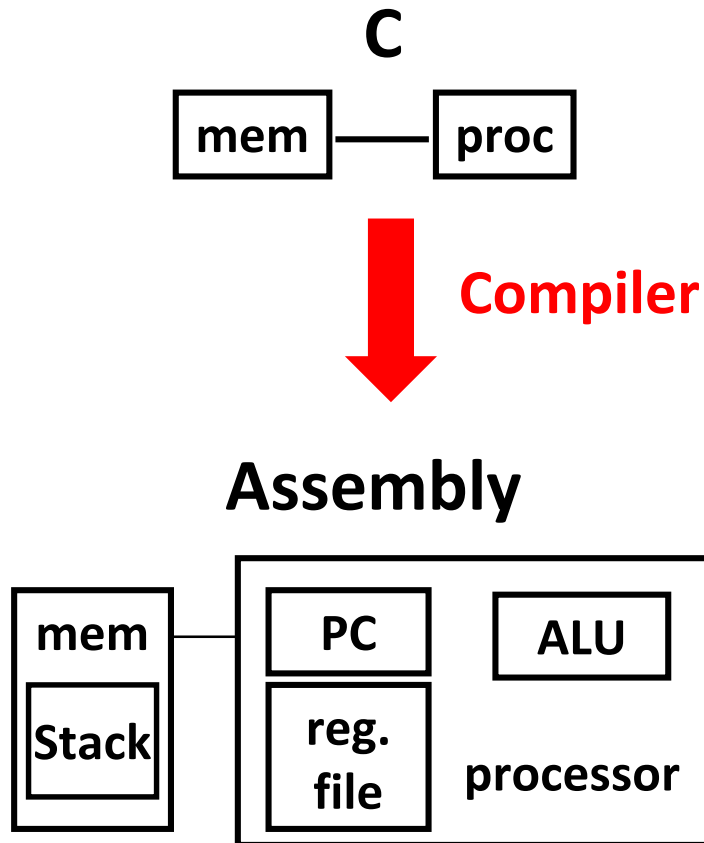 C
mem
proc
Compiler
Assembly
mem
Stack
PC
ALU
reg.
file
processor